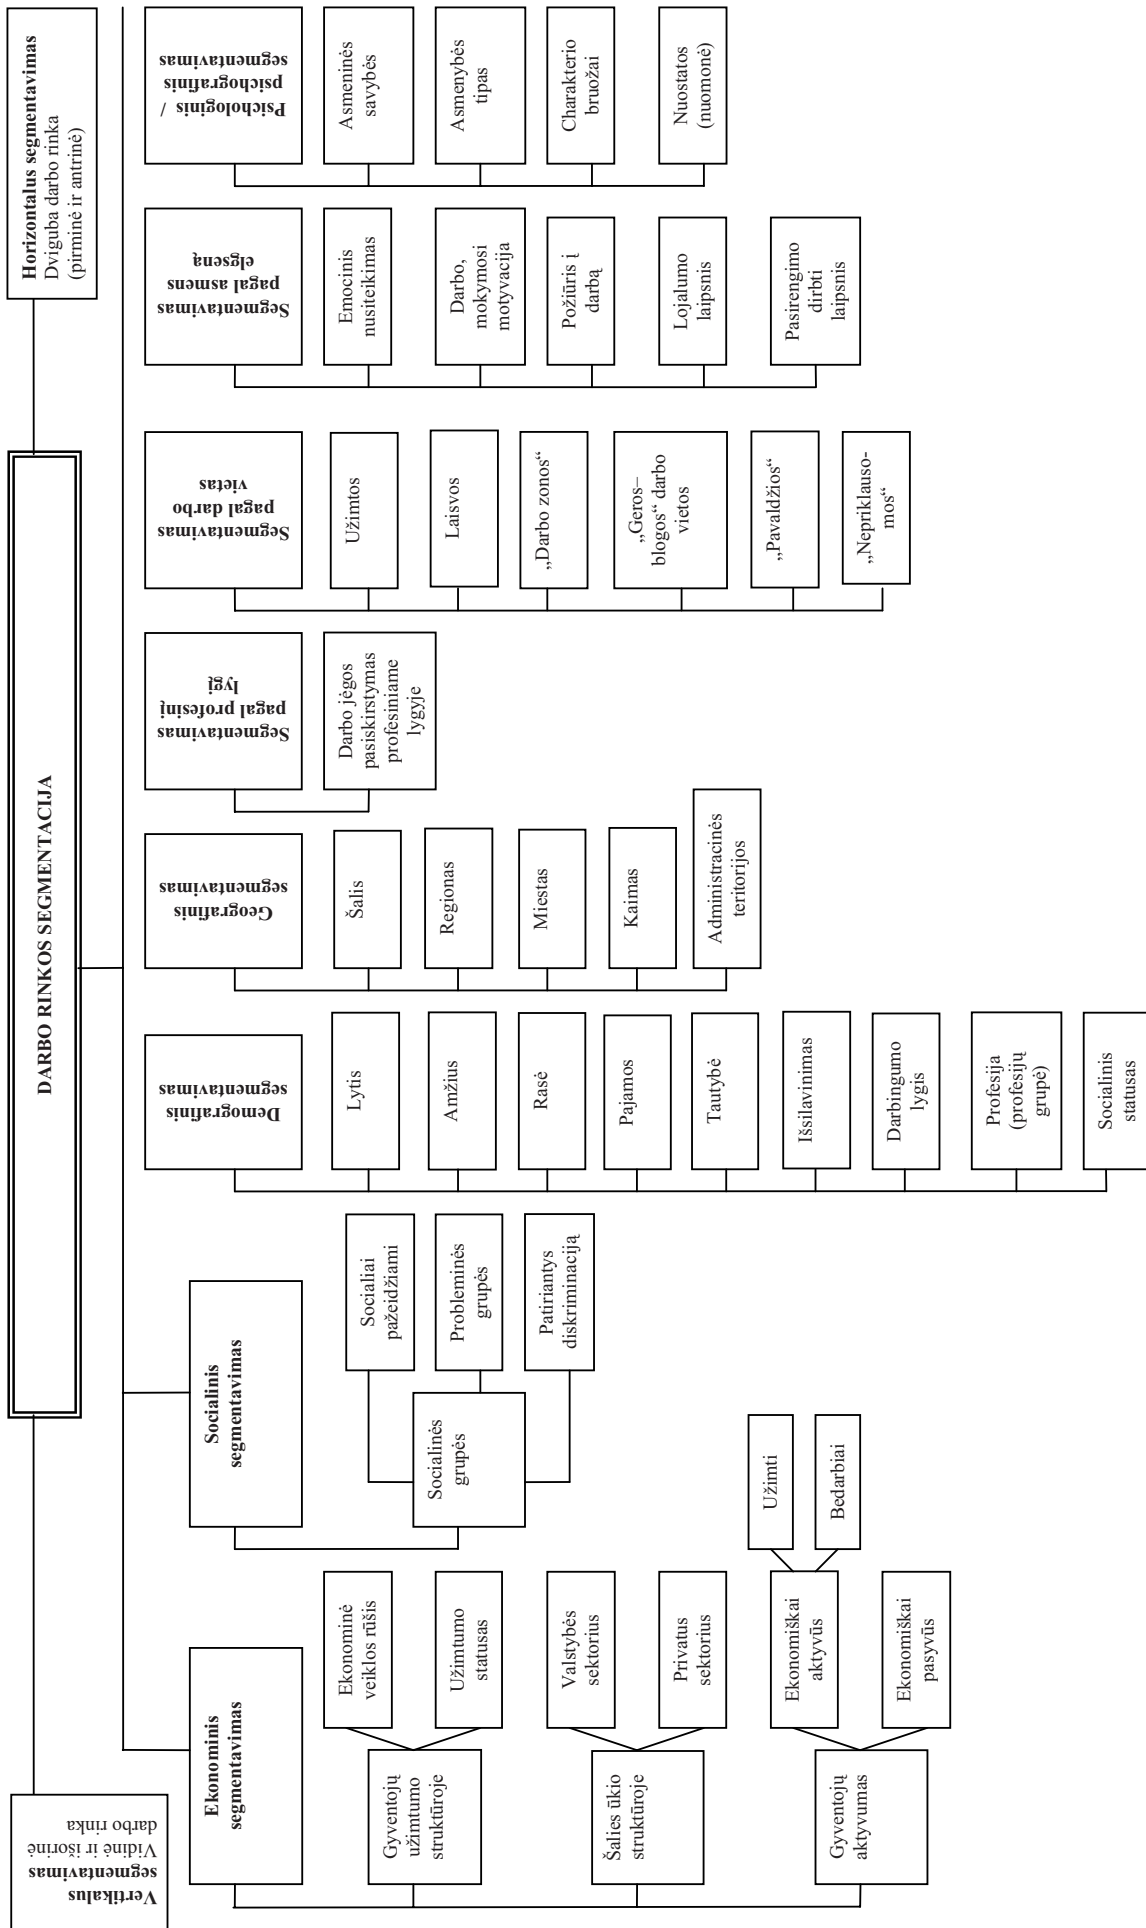 DARBO RINKOS SEGMENTACIJA
Vertikalus
segmentavimas
Vidinė ir išorinė
darbo rinka
Horizontalus segmentavimas
Dviguba darbo rinka
(pirminė ir antrinė)
Ekonominis
segmentavimas
Gyventojų
užimtumo
struktūroje
Ekonominė
veiklos rūšis
Užimtumo
statusas
Šalies ūkio
struktūroje
Valstybės
sektorius
Privatus
sektorius
Gyventojų
aktyvumas
Ekonomiškai
aktyvūs
Užimti
Bedarbiai
Ekonomiškai
pasyvūs
Socialinis
segmentavimas
Socialinės
grupės
Socialiai
pažeidžiami
Probleminės
grupės
Patiriantys
diskriminaciją
Demografinis
segmentavimas
Lytis
Amžius
Rasė
Pajamos
Tautybė
Išsilavinimas
Darbingumo
lygis
Profesija
(profesijų
grupė)
Socialinis
statusas
Geografinis
segmentavimas
Šalis
Regionas
Miestas
Kaimas
Administracinės
teritorijos
Segmentavimas
pagal profesinį
lygį
Darbo jėgos
pasiskirstymas
profesiniame
lygyje
Segmentavimas
pagal darbo
vietas
Užimtos
Laisvos
„Darbo zonos“
„Geros–
blogos“ darbo
vietos
„Pavaldžios“
„Nepriklauso-
mos“
Segmentavimas
pagal asmens
elgseną
Emocinis
nusiteikimas
Darbo,
mokymosi
motyvacija
Požiūris į
darbą
Lojalumo
laipsnis
Pasirengimo
dirbti
laipsnis
Psichologinis /
psichografinis
segmentavimas
Asmeninės
savybės
Asmenybės
tipas
Charakterio
bruožai
Nuostatos
(nuomonė)